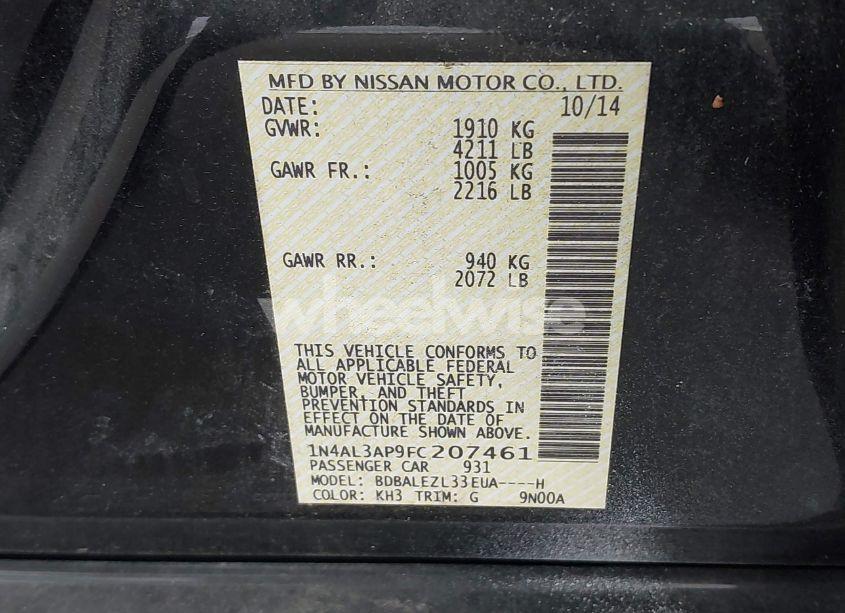 MFD BY NISSAN MOTOR CO., LTD.
DATE: 10/14
GVWR: 1910 KG
4211 LB
GAWR FR.: 1005 KG
2216 LB
GAWR RR.: 940 KG
2072 LB
wheelwise
THIS VEHICLE CONFORMS TO
ALL APPLICABLE FEDERAL
MOTOR VEHICLE SAFETY,
BUMPER, AND THEFT
PREVENTION STANDARDS IN
EFFECT ON THE DATE OF
MANUFACTURE SHOWN ABOVE.
1N4AL3AP9FC207461
PASSENGER CAR 931
MODEL: BDBALEZL33EUA----H
COLOR: KH3 TRIM: G 9N00A